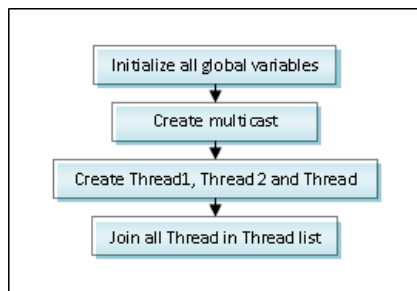 Initialize all global variables
Create multicast
Create Thread1, Thread 2 and Thread
Join all Thread in Thread list